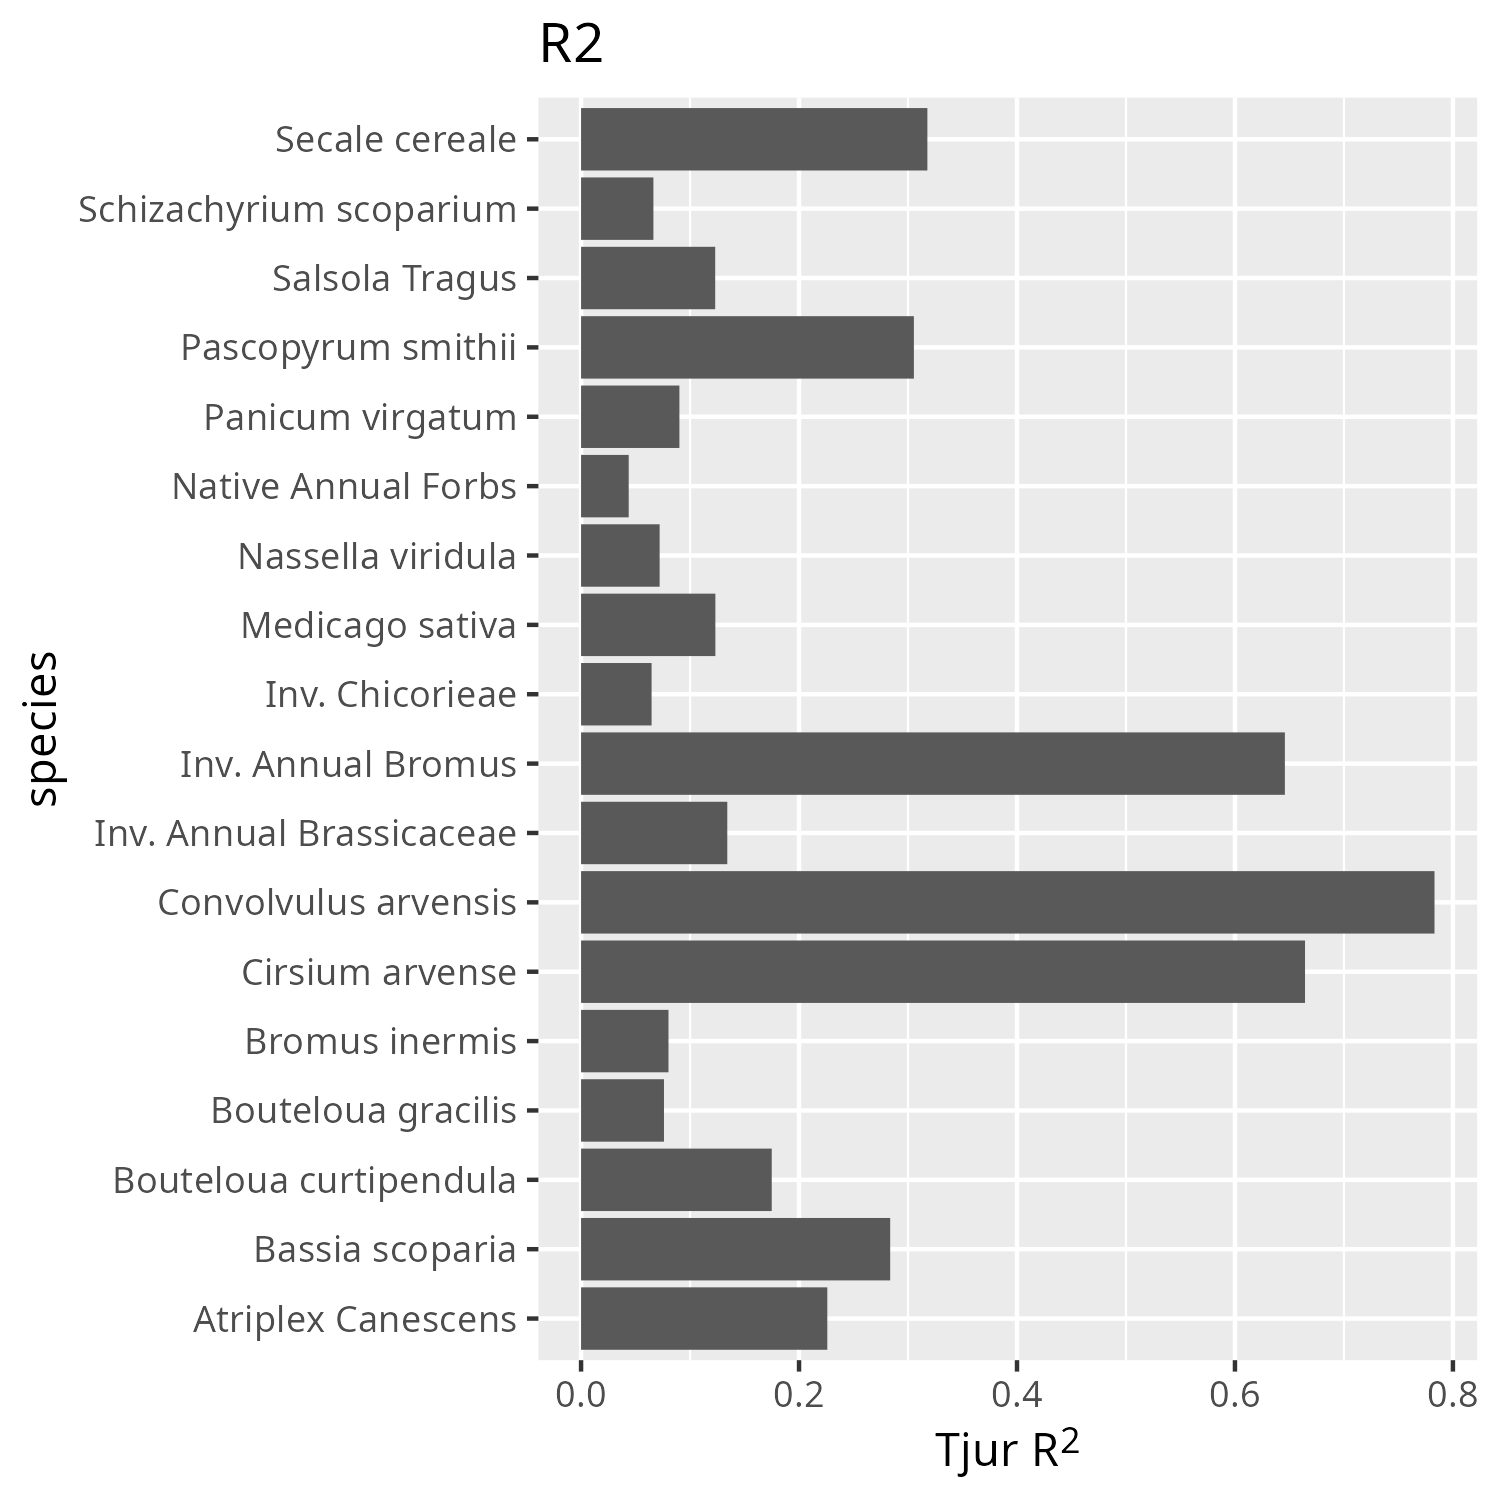 R2
Secale cereale
Schizachyrium scoparium
Salsola Tragus
Pascopyrum smithii
Panicum virgatum
Native Annual Forbs
Nassella viridula
Medicago sativa
Inv. Chicorieae
Inv. Annual Bromus
Inv. Annual Brassicaceae
Convolvulus arvensis
Cirsium arvense
Bromus inermis
Bouteloua gracilis
Bouteloua curtipendula
Bassia scoparia
Atriplex Canescens
species
0.0 0.2 0.4 0.6 0.8
Tjur R²